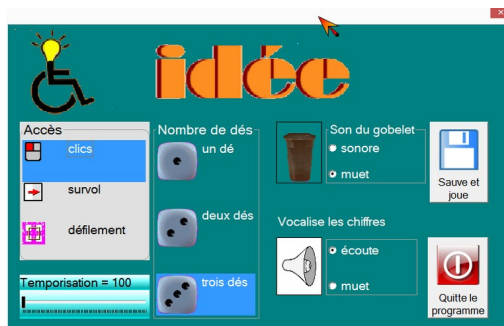 idée
Accès
clics
survol
défilement
Temporisation = 100
Nombre de dés
un dé
deux dés
trois dés
Son du gobelet
sonore
muet
Vocalise les chiffres
écoute
muet
Sauve et
joue
Quitte le
programme